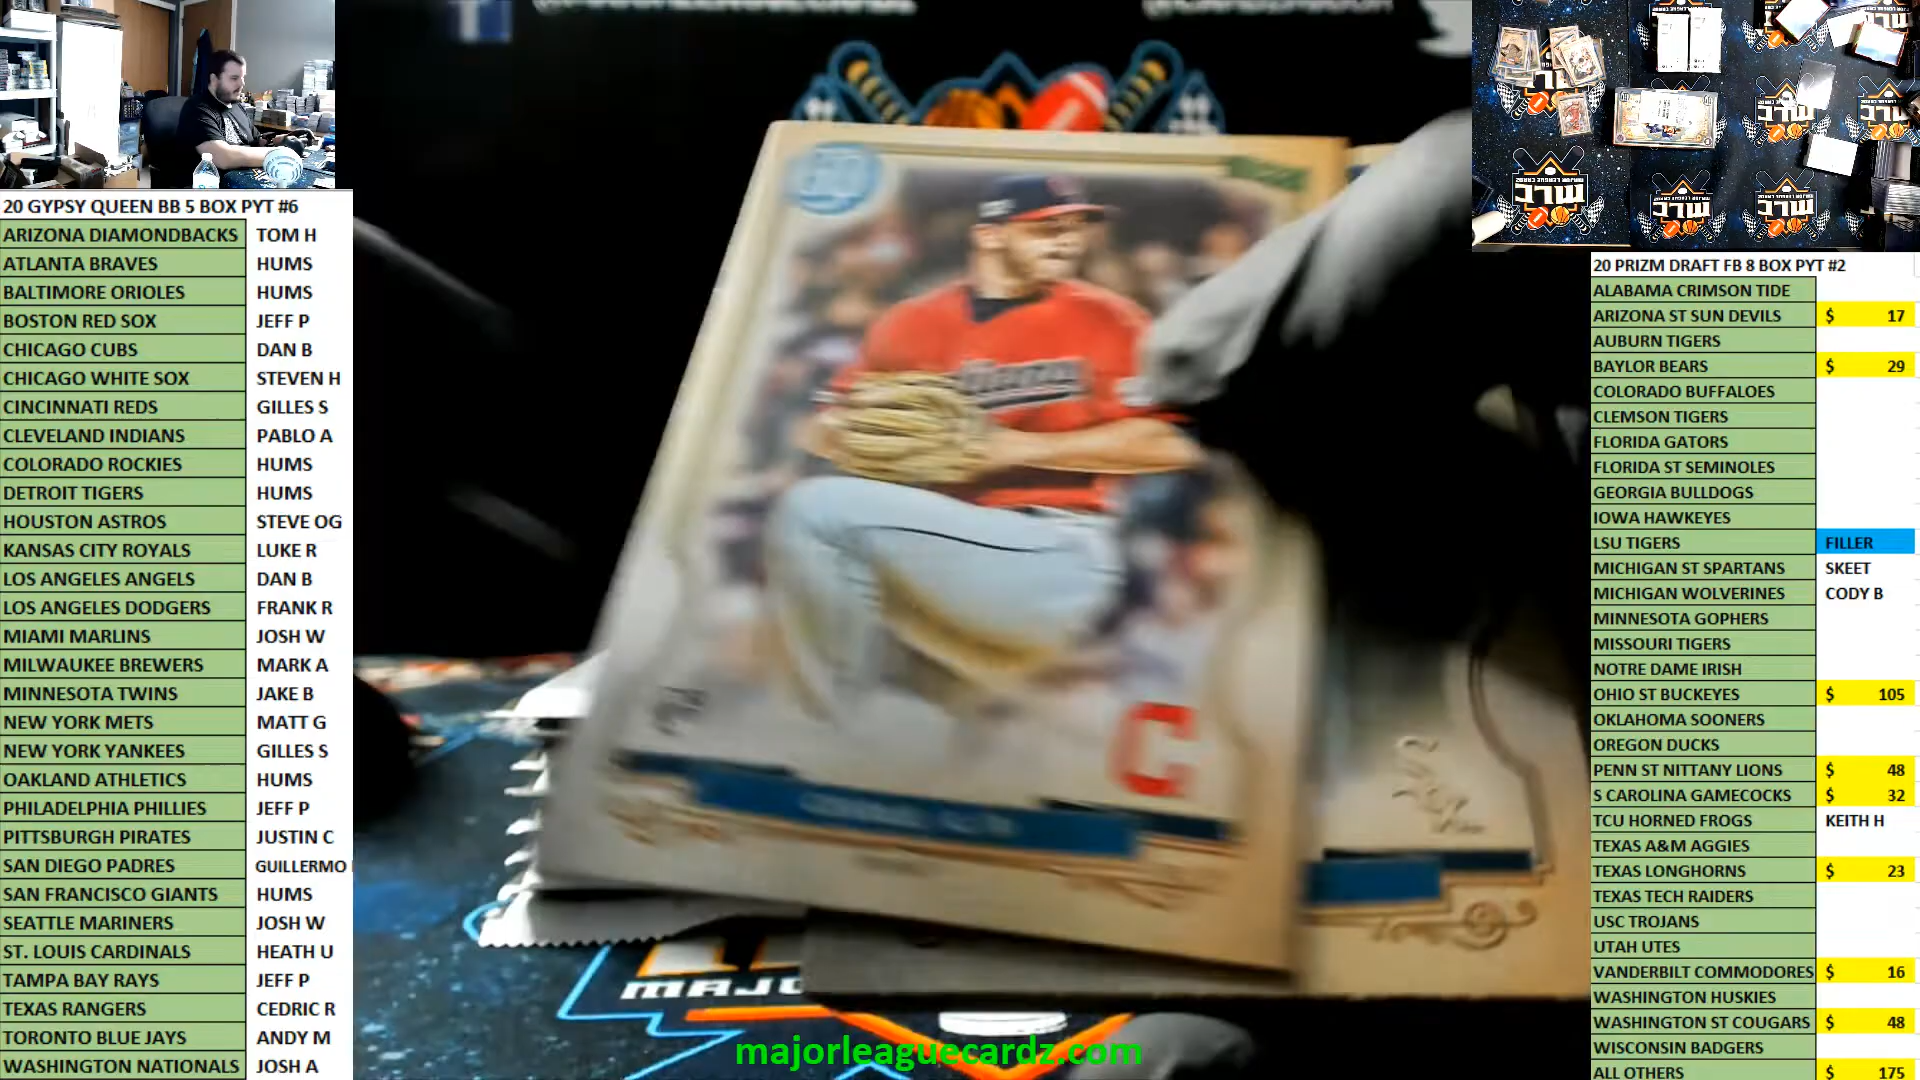 20 GYPSY QUEEN BB 5 BOX PYT #6
ARIZONA DIAMONDBACKS TOM H
ATLANTA BRAVES HUMS
BALTIMORE ORIOLES HUMS
BOSTON RED SOX JEFF P
CHICAGO CUBS DAN B
CHICAGO WHITE SOX STEVEN H
CINCINNATI REDS GILLES S
CLEVELAND INDIANS PABLO A
COLORADO ROCKIES HUMS
DETROIT TIGERS HUMS
HOUSTON ASTROS STEVE OG
KANSAS CITY ROYALS LUKE R
LOS ANGELES ANGELS DAN B
LOS ANGELES DODGERS FRANK R
MIAMI MARLINS JOSH W
MILWAUKEE BREWERS MARK A
MINNESOTA TWINS JAKE B
NEW YORK METS MATT G
NEW YORK YANKEES GILLES S
OAKLAND ATHLETICS HUMS
PHILADELPHIA PHILLIES JEFF P
PITTSBURGH PIRATES JUSTIN C
SAN DIEGO PADRES GUILLERMO
SAN FRANCISCO GIANTS HUMS
SEATTLE MARINERS JOSH W
ST. LOUIS CARDINALS HEATH U
TAMPA BAY RAYS JEFF P
TEXAS RANGERS CEDRIC R
TORONTO BLUE JAYS ANDY M
WASHINGTON NATIONALS JOSH A
C
MAJO
majorleaguecardz.com
20 PRIZM DRAFT FB 8 BOX PYT #2
ALABAMA CRIMSON TIDE
ARIZONA ST SUN DEVILS $ 17
AUBURN TIGERS
BAYLOR BEARS $ 29
COLORADO BUFFALOES
CLEMSON TIGERS
FLORIDA GATORS
FLORIDA ST SEMINOLES
GEORGIA BULLDOGS
IOWA HAWKEYES
LSU TIGERS FILLER
MICHIGAN ST SPARTANS SKEET
MICHIGAN WOLVERINES CODY B
MINNESOTA GOPHERS
MISSOURI TIGERS
NOTRE DAME IRISH
OHIO ST BUCKEYES $ 105
OKLAHOMA SOONERS
OREGON DUCKS
PENN ST NITTANY LIONS $ 48
S CAROLINA GAMECOCKS $ 32
TCU HORNED FROGS KEITH H
TEXAS A&M AGGIES
TEXAS LONGHORNS $ 23
TEXAS TECH RAIDERS
USC TROJANS
UTAH UTES
VANDERBILT COMMODORES $ 16
WASHINGTON HUSKIES
WASHINGTON ST COUGARS $ 48
WISCONSIN BADGERS
ALL OTHERS $ 175